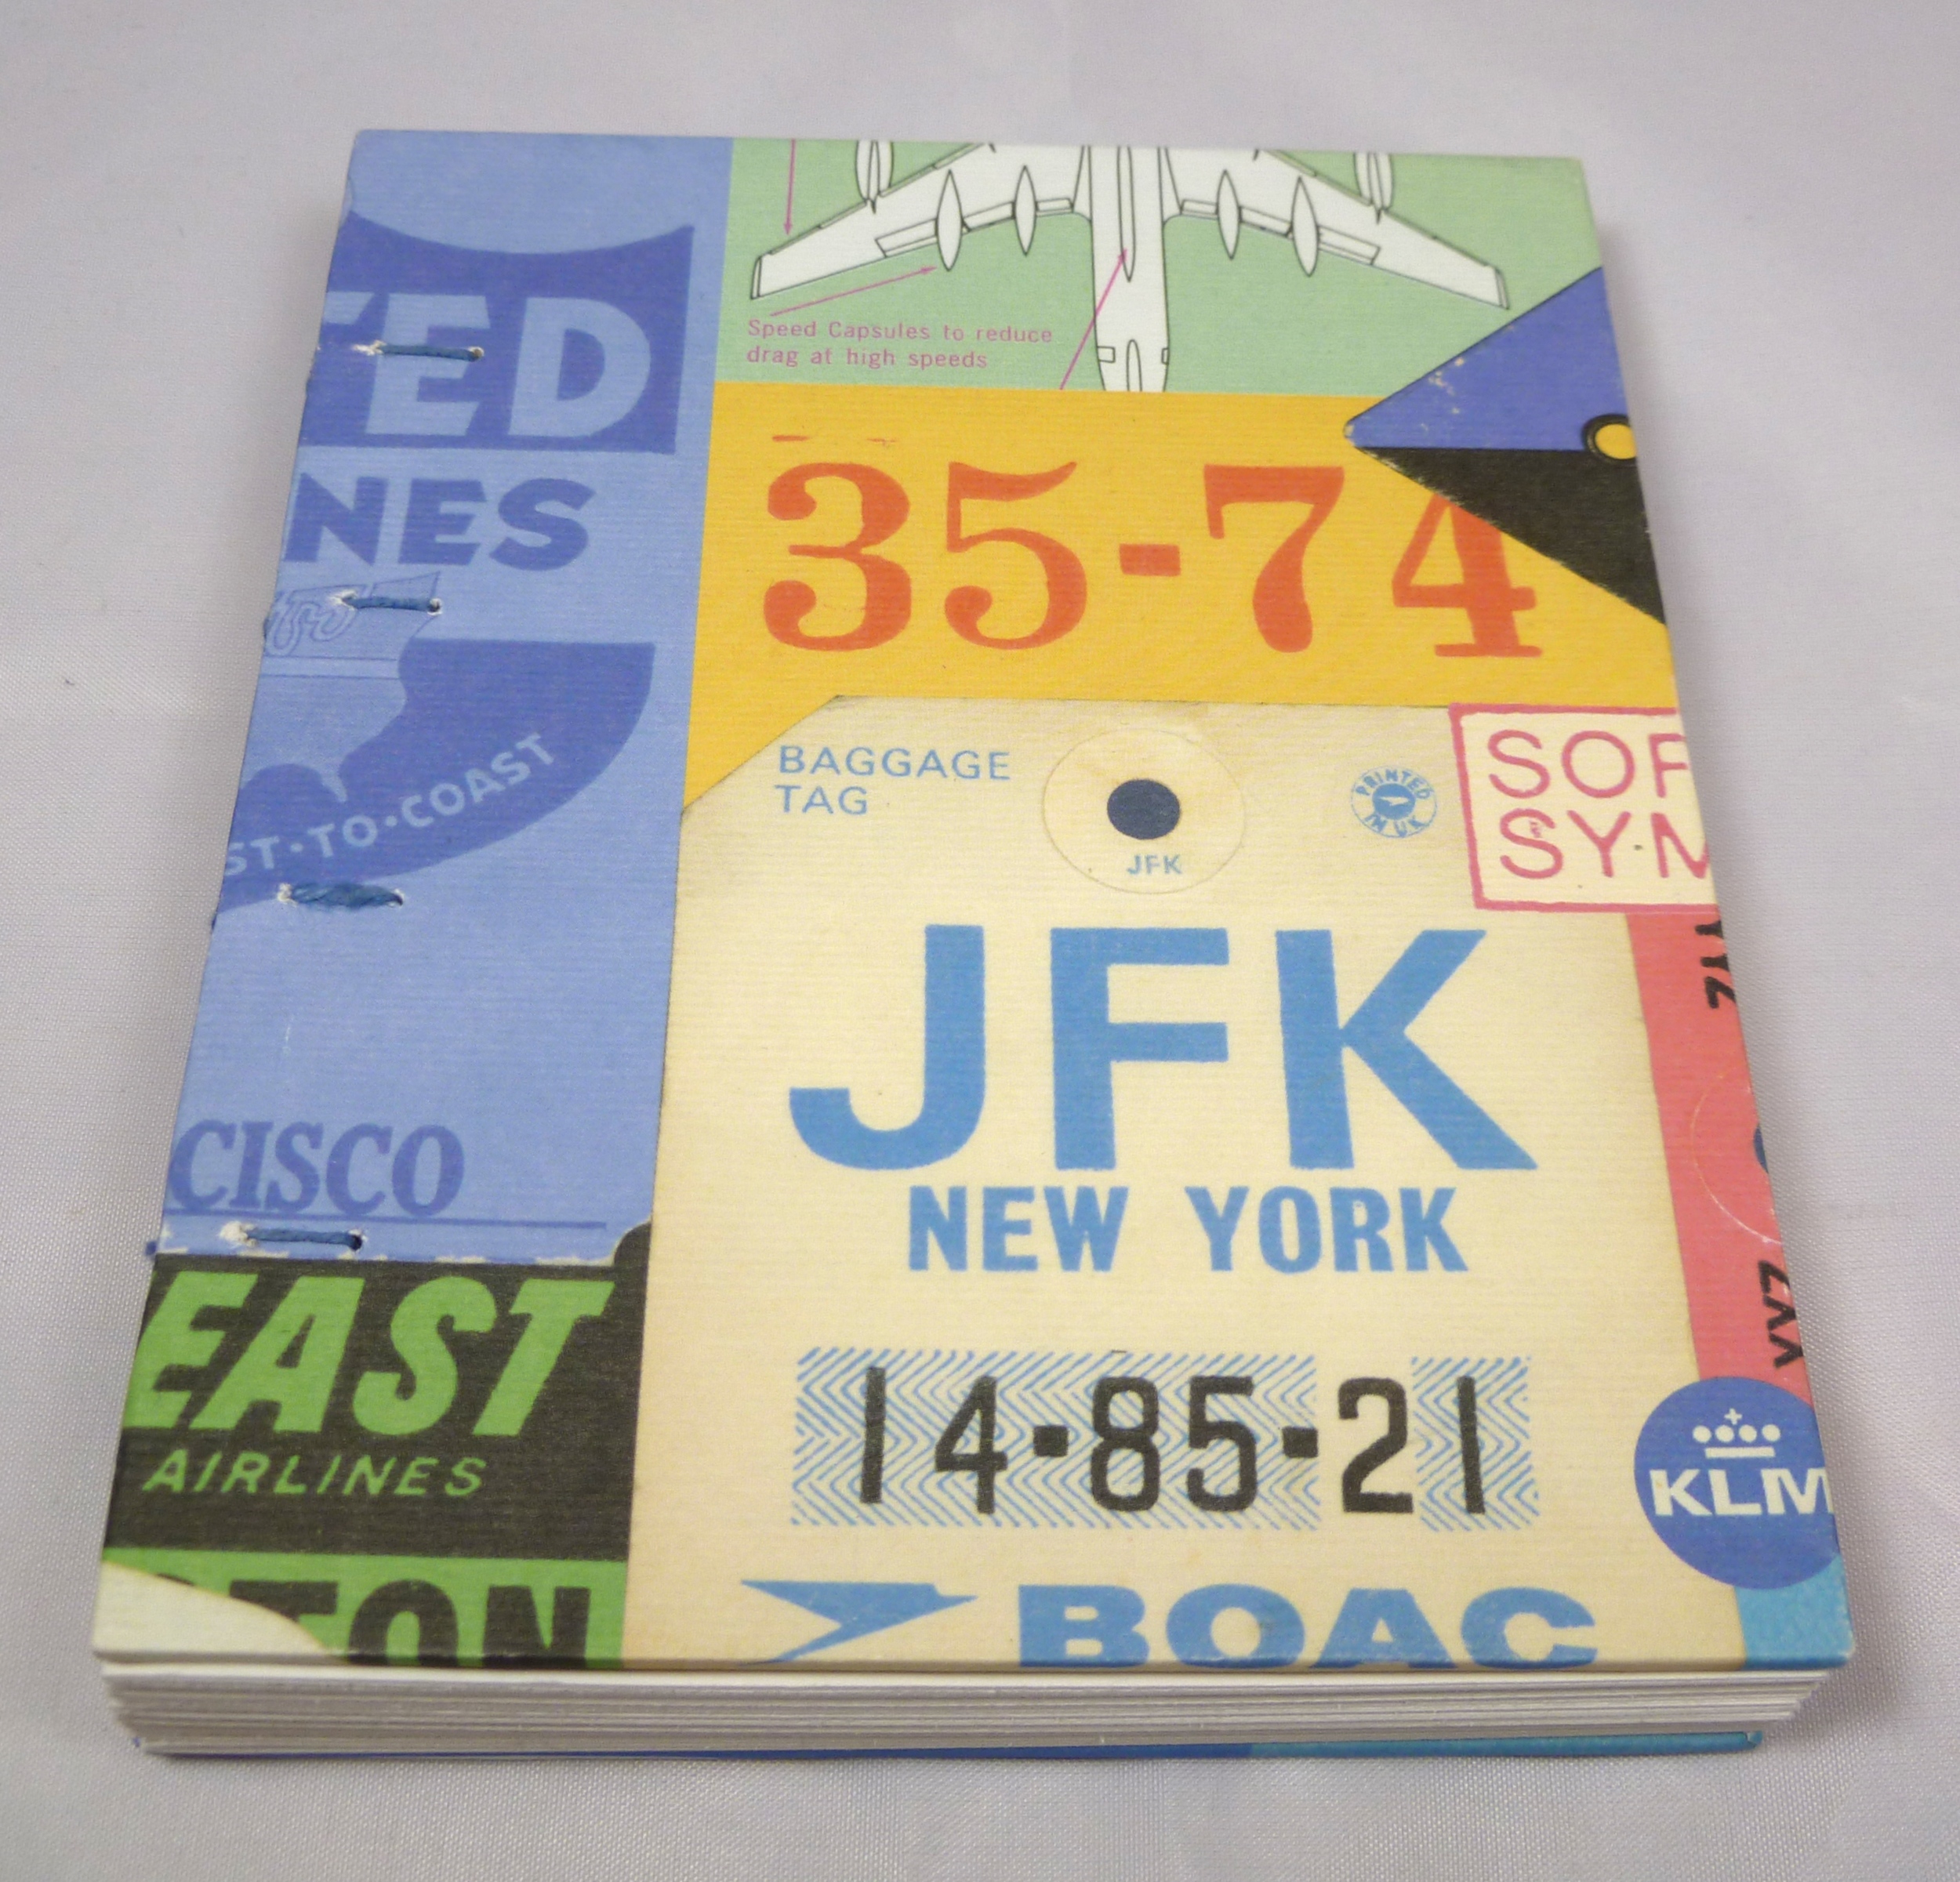 TED
NES
ST·TO·COAST
CISCO
EAST
AIRLINES
TON
Speed Capsules to reduce
drag at high speeds
35-74
BAGGAGE
TAG
JFK
PRINTED
IN UK
SOF
SYM
JFK
NEW YORK
14-85-21
BOAC
KLM